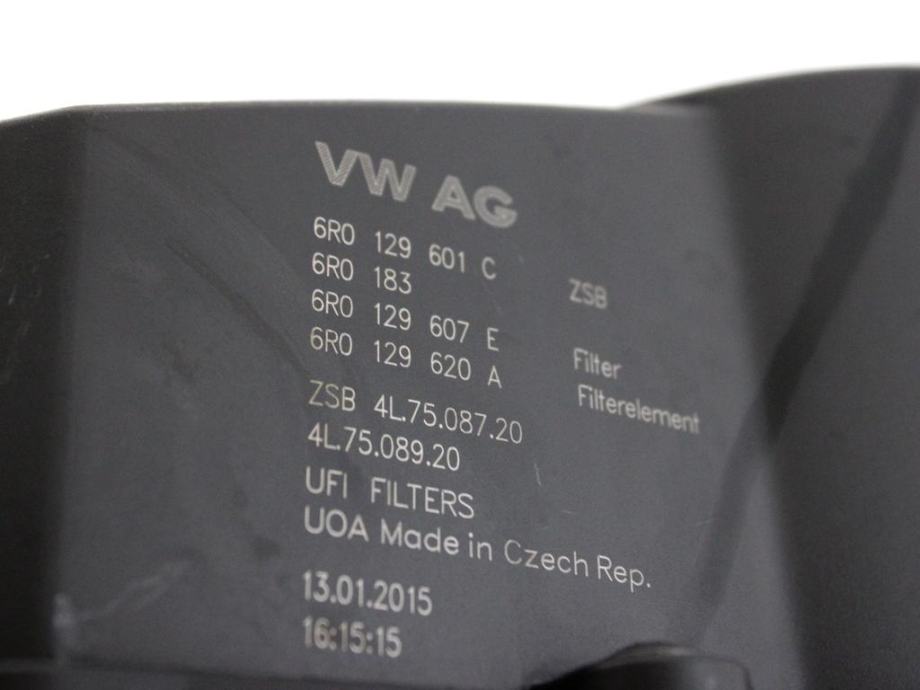 VW AG
6R0 129 601 C ZSB
6R0 183
6R0 129 607 E Filter
6R0 129 620 A Filterelement
ZSB 4L.75.087.20
4L.75.089.20
UFI FILTERS
UOA Made in Czech Rep.
13.01.2015
16:15:15